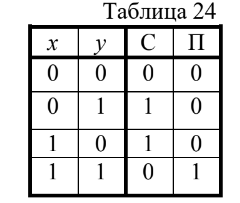 Таблица 24
x y С П
0 0 0 0
0 1 1 0
1 0 1 0
1 1 0 1